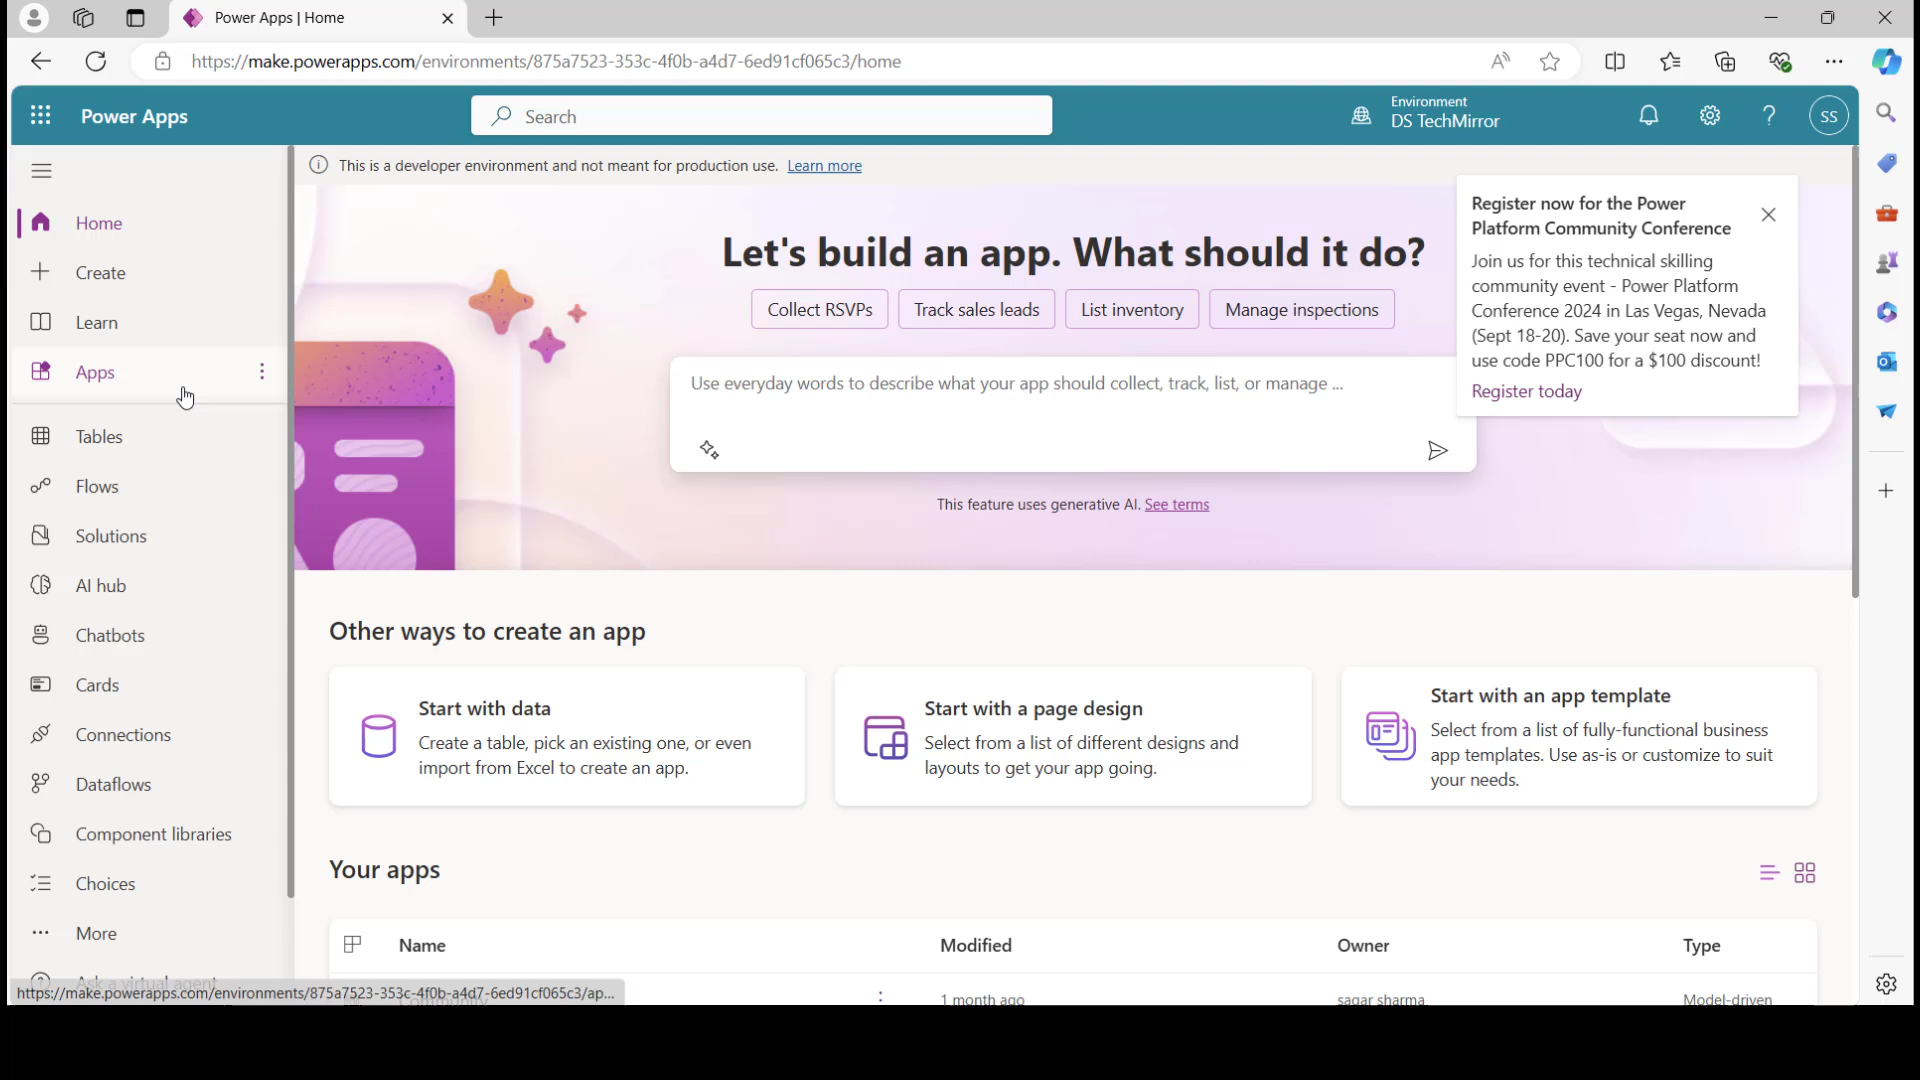 Power Apps | Home
https://make.powerapps.com/environments/875a7523-353c-4f0b-a4d7-6ed91cf065c3/home
Power Apps
Search
Environment
DS TechMirror
?
SS
This is a developer environment and not meant for production use. Learn more
Home
Create
Learn
Apps
Tables
Flows
Solutions
AI hub
Chatbots
Cards
Connections
Dataflows
Component libraries
Choices
More
Ask a virtual agent
https://make.powerapps.com/environments/875a7523-353c-4f0b-a4d7-6ed91cf065c3/ap...
Let's build an app. What should it do?
Collect RSVPs
Track sales leads
List inventory
Manage inspections
Use everyday words to describe what your app should collect, track, list, or manage ...
This feature uses generative AI. See terms
Register now for the Power
Platform Community Conference
Join us for this technical skilling
community event - Power Platform
Conference 2024 in Las Vegas, Nevada
(Sept 18-20). Save your seat now and
use code PPC100 for a $100 discount!
Register today
Other ways to create an app
Start with data
Create a table, pick an existing one, or even
import from Excel to create an app.
Start with a page design
Select from a list of different designs and
layouts to get your app going.
Start with an app template
Select from a list of fully-functional business
app templates. Use as-is or customize to suit
your needs.
Your apps
Name
Modified
Owner
Type
Community
1 month ago
sagar sharma
Model-driven